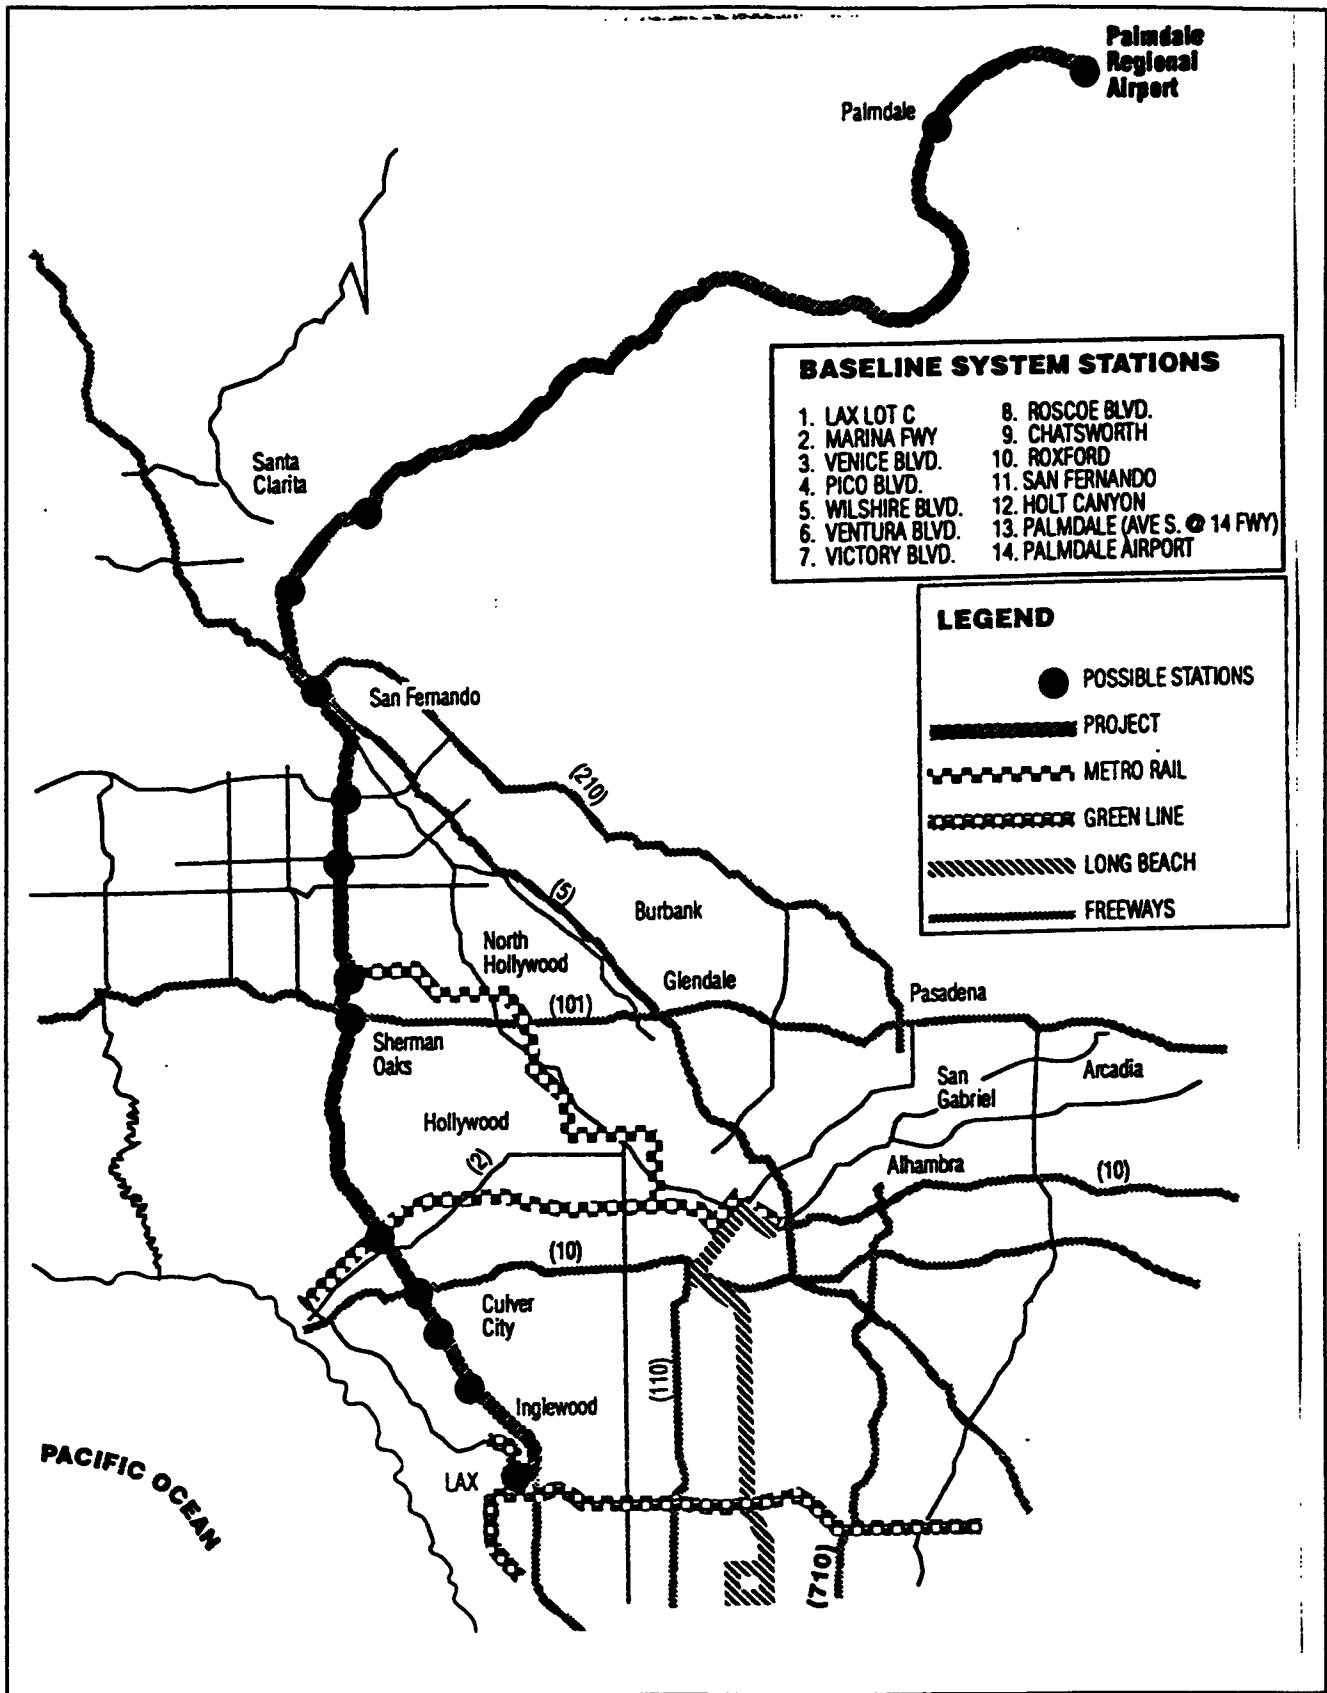 Palmdale
Regional
Airport
Palmdale
BASELINE SYSTEM STATIONS
1. LAX LOT C
2. MARINA FWY
3. VENICE BLVD.
4. PICO BLVD.
5. WILSHIRE BLVD.
6. VENTURA BLVD.
7. VICTORY BLVD.
8. ROSCOE BLVD.
9. CHATSWORTH
10. ROXFORD
11. SAN FERNANDO
12. HOLT CANYON
13. PALMDALE (AVE S. @ 14 FWY)
14. PALMDALE AIRPORT
Santa
Clarita
LEGEND
POSSIBLE STATIONS
PROJECT
METRO RAIL
GREEN LINE
LONG BEACH
FREEWAYS
San Fernando
(210)
(5)
Burbank
North
Hollywood
Glendale
(101)
Pasadena
Sherman
Oaks
San
Gabriel
Arcadia
Hollywood
(2)
Alhambra
(10)
(10)
Culver
City
(110)
Inglewood
LAX
PACIFIC OCEAN
(710)